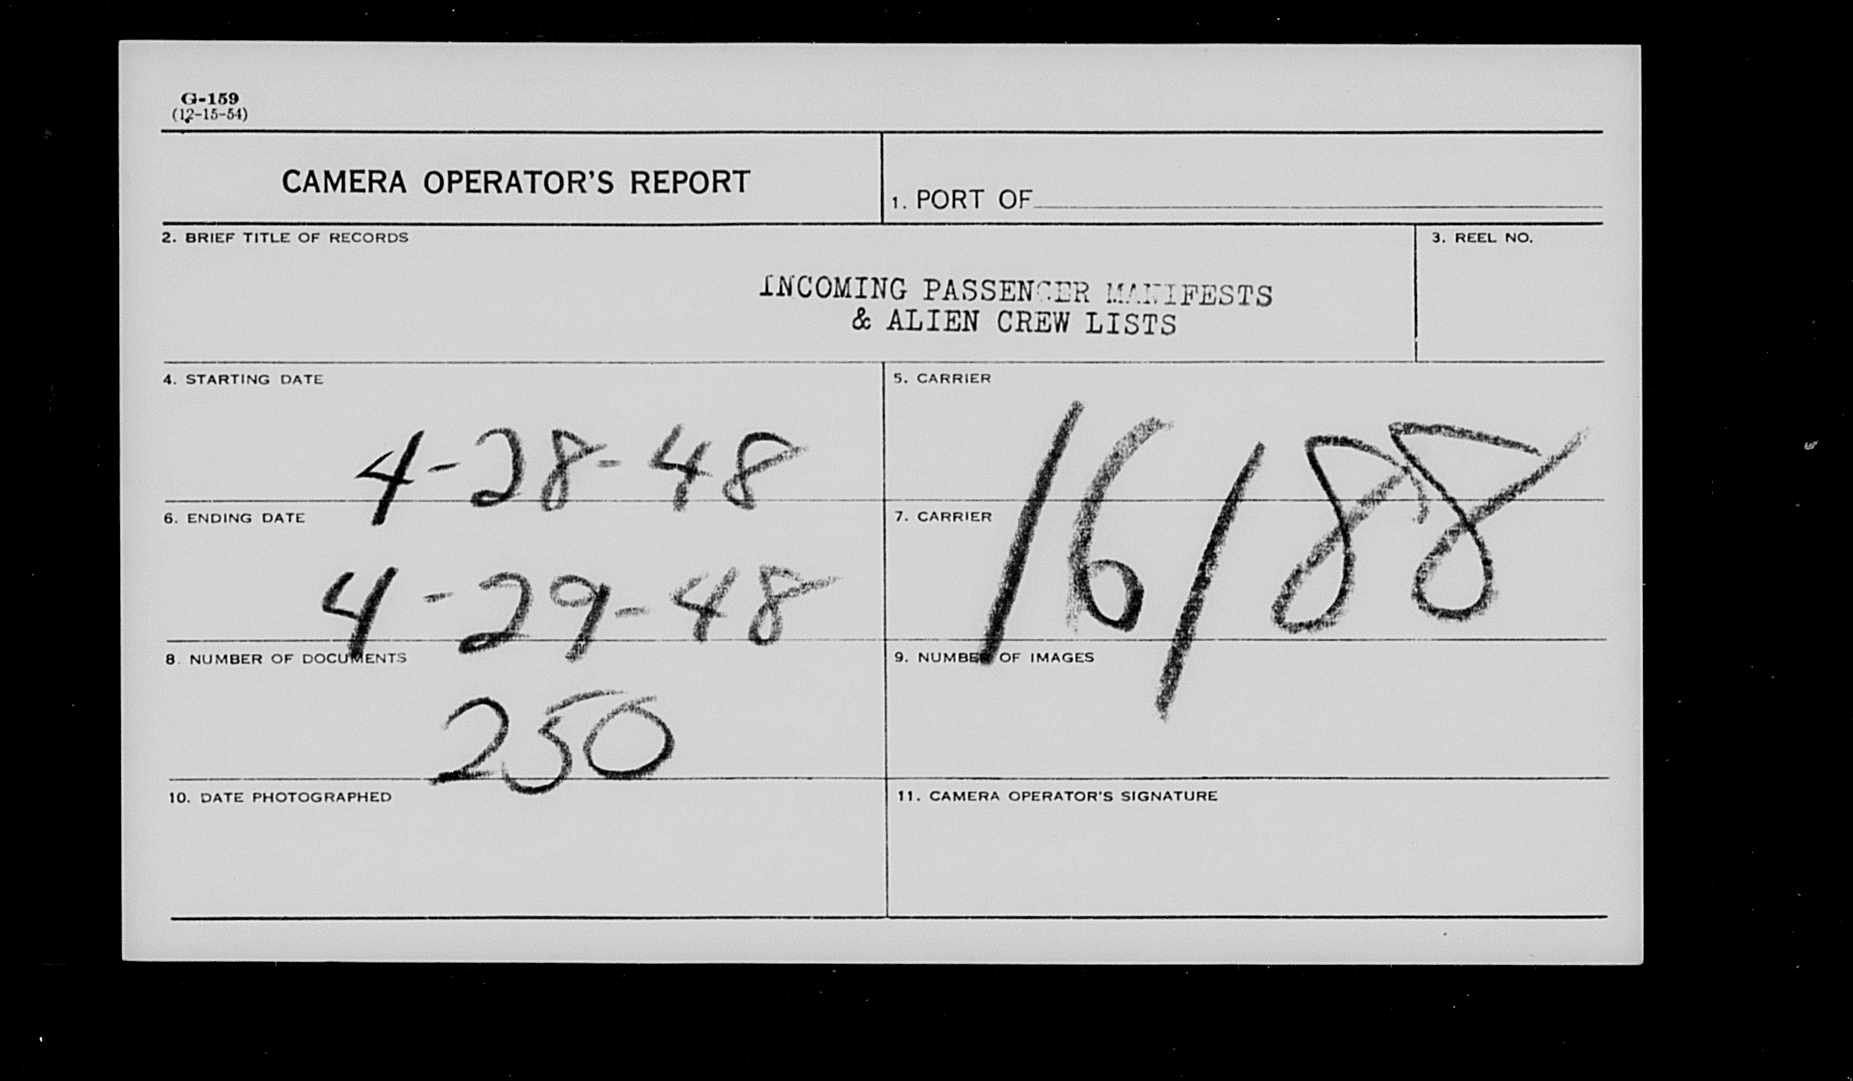 G-159
(12-15-54)
CAMERA OPERATOR'S REPORT
1. PORT OF
2. BRIEF TITLE OF RECORDS
3. REEL NO.
INCOMING PASSENGER MANIFESTS
& ALIEN CREW LISTS
4. STARTING DATE
4-28-48
5. CARRIER
16188
6. ENDING DATE
4-29-48
7. CARRIER
8. NUMBER OF DOCUMENTS
250
9. NUMBER OF IMAGES
10. DATE PHOTOGRAPHED
11. CAMERA OPERATOR'S SIGNATURE